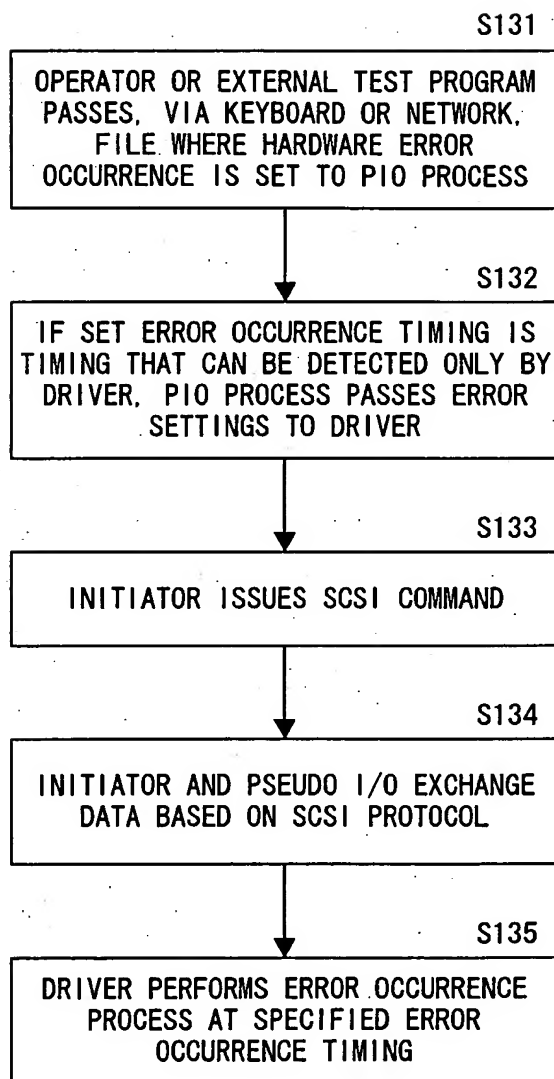 S131
OPERATOR OR EXTERNAL TEST PROGRAM
PASSES, VIA KEYBOARD OR NETWORK,
FILE WHERE HARDWARE ERROR
OCCURRENCE IS SET TO PIO PROCESS
S132
IF SET ERROR OCCURRENCE TIMING IS
TIMING THAT CAN BE DETECTED ONLY BY
DRIVER, PIO PROCESS PASSES ERROR
SETTINGS TO DRIVER
S133
INITIATOR ISSUES SCSI COMMAND
S134
INITIATOR AND PSEUDO I/O EXCHANGE
DATA BASED ON SCSI PROTOCOL
S135
DRIVER PERFORMS ERROR OCCURRENCE
PROCESS AT SPECIFIED ERROR
OCCURRENCE TIMING